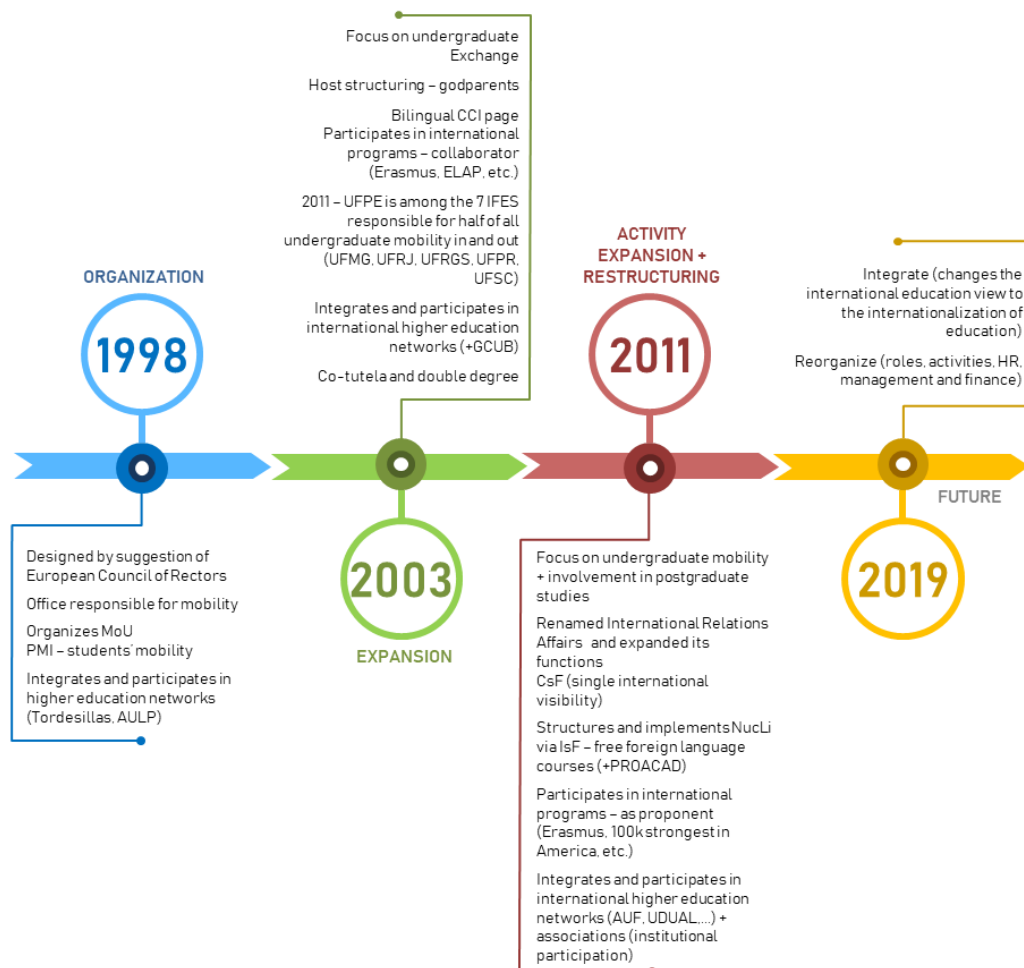 ORGANIZATION
1998
Designed by suggestion of
European Council of Rectors
Office responsible for mobility
Organizes MoU
PMI – students' mobility
Integrates and participates in
higher education networks
(Tordesillas, AULP)
Focus on undergraduate
Exchange
Host structuring – godparents
Bilingual CCI page
Participates in international
programs – collaborator
(Erasmus, ELAP, etc.)
2011 – UFPE is among the 7 IFES
responsible for half of all
undergraduate mobility in and out
(UFMG, UFRJ, UFRGS, UFPR,
UFSC)
Integrates and participates in
international higher education
networks (+GCUB)
Co-tutela and double degree
2003
EXPANSION
ACTIVITY
EXPANSION +
RESTRUCTURING
2011
Focus on undergraduate mobility
+ involvement in postgraduate
studies
Renamed International Relations
Affairs and expanded its
functions
CsF (single international
visibility)
Structures and implements NucLi
via IsF – free foreign language
courses (+PROACAD)
Participates in international
programs – as proponent
(Erasmus, 100k strongest in
America, etc.)
Integrates and participates in
international higher education
networks (AUF, UDUAL,...) +
associations (institutional
participation)
Integrate (changes the
international education view to
the internationalization of
education)
Reorganize (roles, activities, HR,
management and finance)
FUTURE
2019